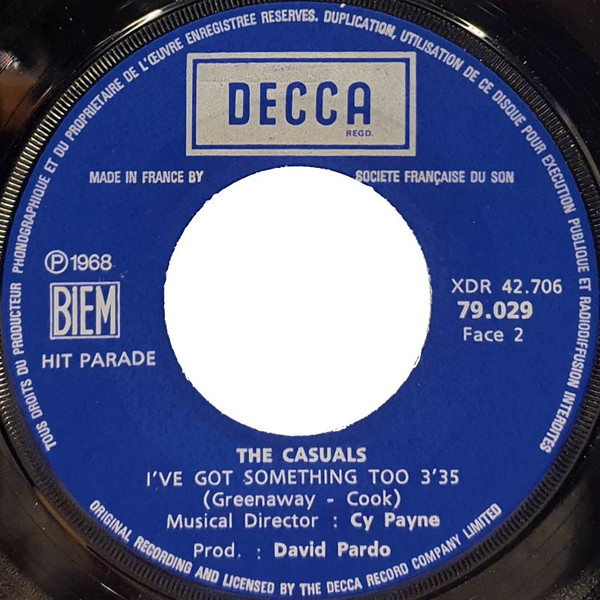 TOUS DROITS DU PRODUCTEUR PHONOGRAPHIQUE ET DU PROPRIETAIRE DE L'ŒUVRE ENREGISTREE RESERVES. DUPLICATION, UTILISATION DE CE DISQUE POUR EXECUTION PUBLIQUE ET RADIODIFFUSION INTERDITES
DECCA
REGD.
MADE IN FRANCE BY SOCIETE FRANÇAISE DU SON
Ⓟ 1968
BIEM
HIT PARADE
XDR 42.706
79.029
Face 2
THE CASUALS
I'VE GOT SOMETHING TOO 3'35
(Greenaway - Cook)
Musical Director : Cy Payne
Prod. : David Pardo
ORIGINAL RECORDING AND LICENSED BY THE DECCA RECORD COMPANY LIMITED